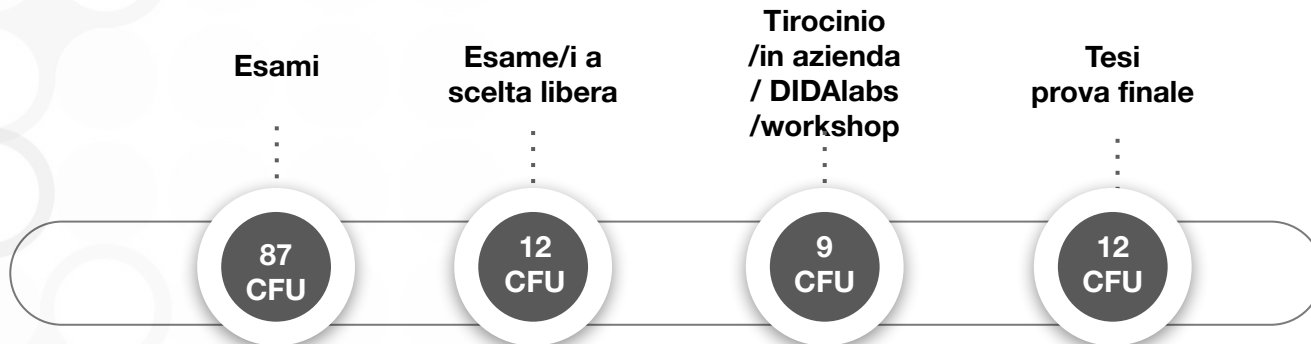 Esami
87
CFU
Esame/i a
scelta libera
12
CFU
Tirocinio
/in azienda
/ DIDAlabs
/workshop
9
CFU
Tesi
prova finale
12
CFU